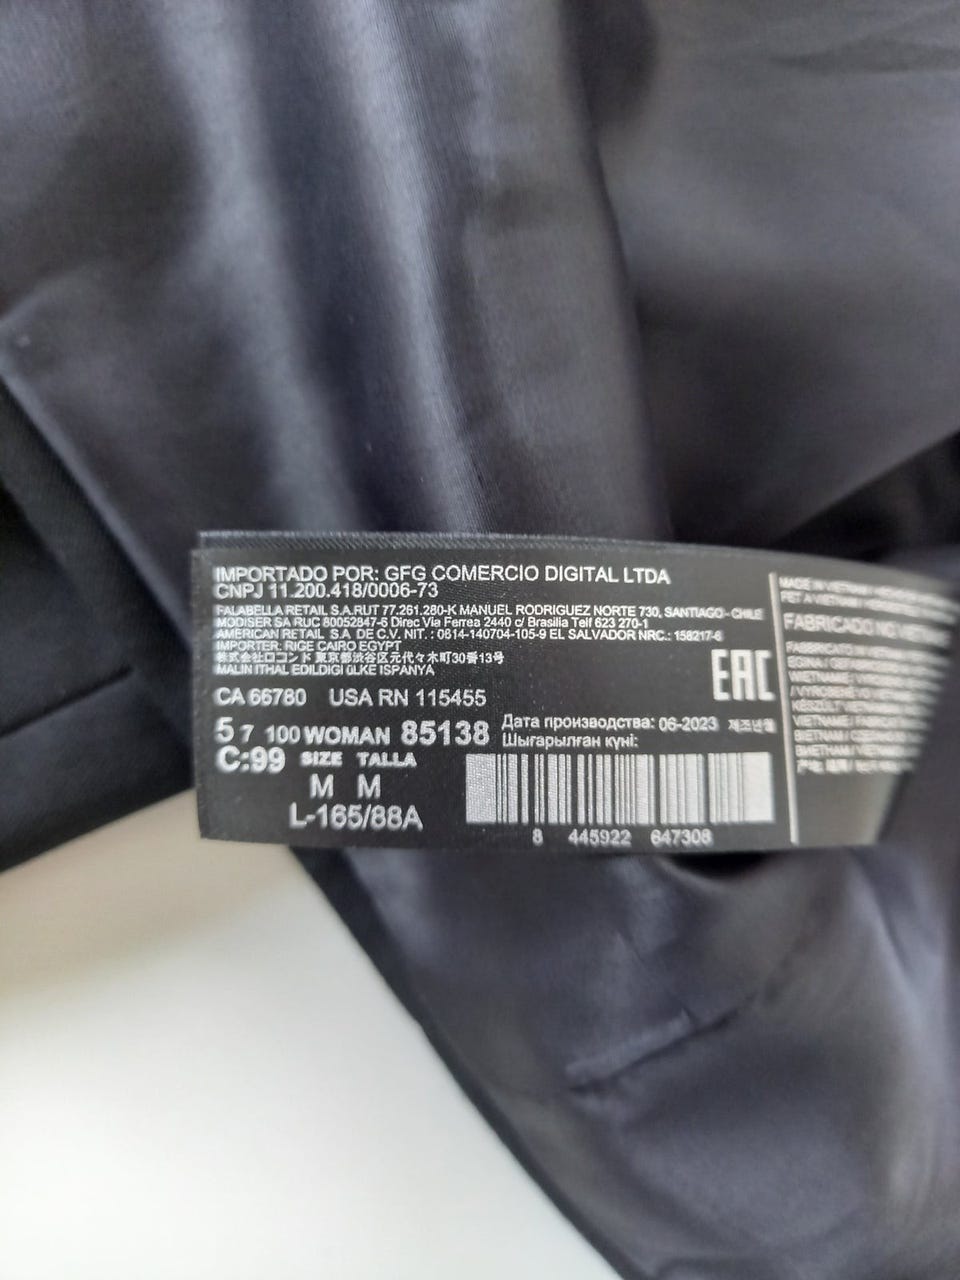 IMPORTADO POR: GFG COMERCIO DIGITAL LTDA
CNPJ 11.200.418/0006-73
FALABELLA RETAIL S.A.RUT 77.261.280-K MANUEL RODRIGUEZ NORTE 730, SANTIAGO - CHILE
MODISER SA RUC 80052847-6 Direc Via Ferrea 2440 c/ Brasilia Telf 623 270-1
AMERICAN RETAIL S.A. DE C.V. NIT. : 0614-140704-105-9 EL SALVADOR NRC.: 158217-6
IMPORTER: RIGE CAIRO EGYPT
株式会社ロコンド 東京都渋谷区元代々木町30番13号
MALIN ITHAL EDILDIGI ÜLKE ISPANYA
EAC
CA 66780 USA RN 115455
5 7 100 WOMAN 85138
Дата производства: 06-2023 제조년월
Шығарылған күні:
C:99 SIZE TALLA
M M
L-165/88A
8 445922 647308
MADE IN VIETNAM
FABRICADO NO